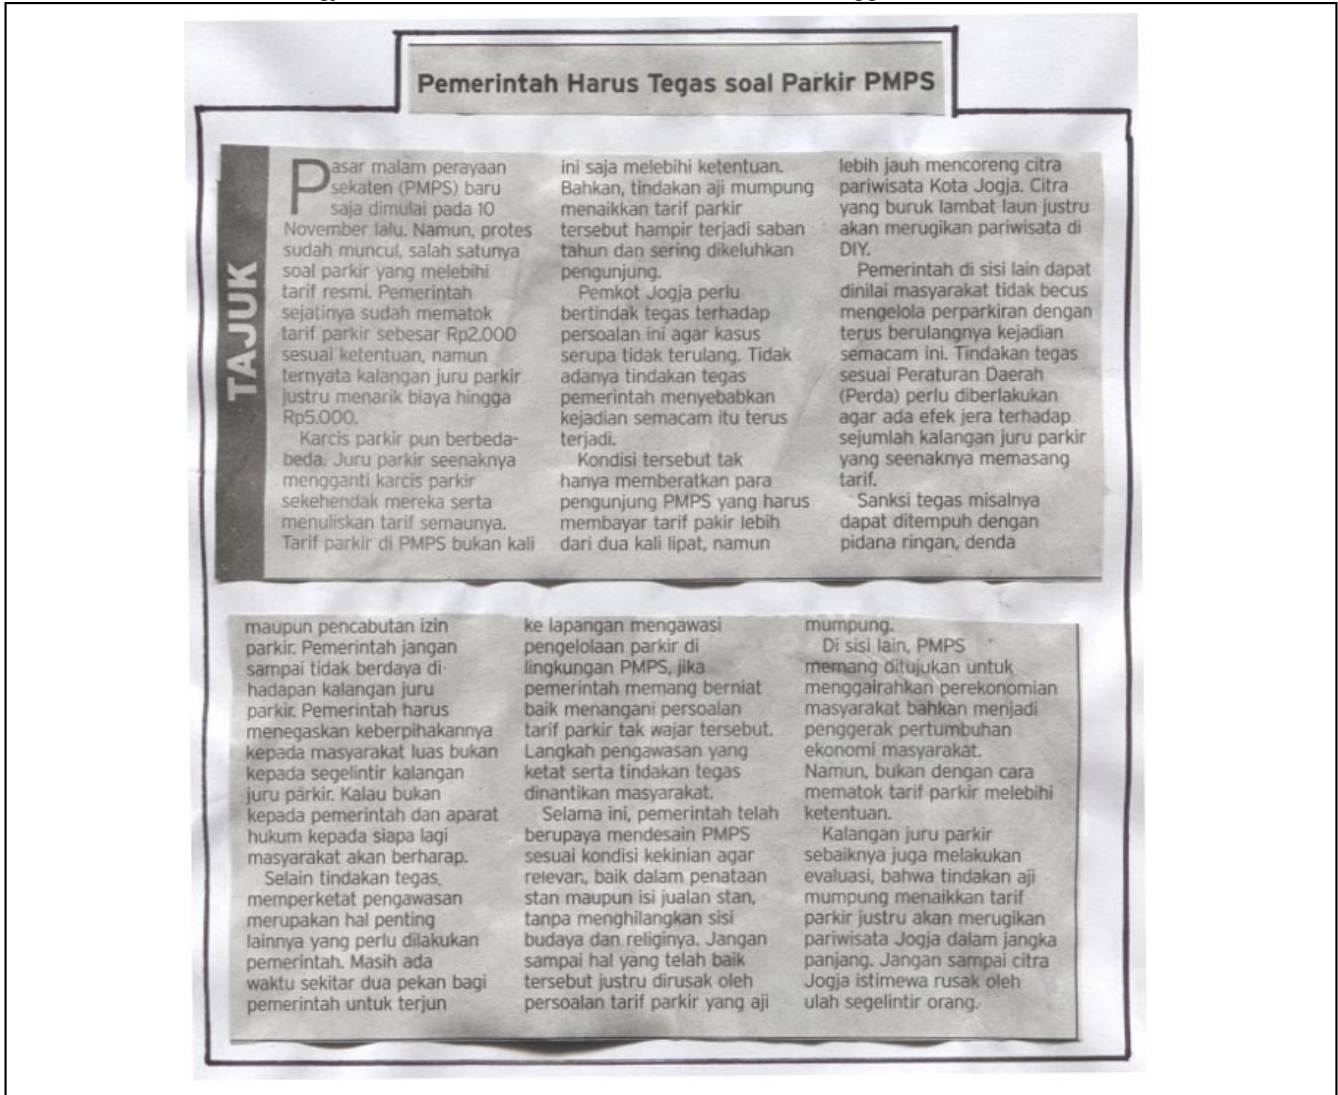 Pemerintah Harus Tegas soal Parkir PMPS
TAJUK
Pasar malam perayaan
sekaten (PMPS) baru
saja dimulai pada 10
November lalu. Namun, protes
sudah muncul, salah satunya
soal parkir yang melebihi
tarif resmi. Pemerintah
sejatinya sudah mematok
tarif parkir sebesar Rp2.000
sesuai ketentuan, namun
ternyata kalangan juru parkir
justru menarik biaya hingga
Rp5.000.
Karcis parkir pun berbeda-
beda. Juru parkir seenaknya
mengganti karcis parkir
sekehendak mereka serta
menuliskan tarif semaunya.
Tarif parkir di PMPS bukan kali
ini saja melebihi ketentuan.
Bahkan, tindakan aji mumpung
menaikkan tarif parkir
tersebut hampir terjadi saban
tahun dan sering dikeluhkan
pengunjung.
Pemkot Jogja perlu
bertindak tegas terhadap
persoalan ini agar kasus
serupa tidak terulang. Tidak
adanya tindakan tegas
pemerintah menyebabkan
kejadian semacam itu terus
terjadi.
Kondisi tersebut tak
hanya memberatkan para
pengunjung PMPS yang harus
membayar tarif pakir lebih
dari dua kali lipat, namun
lebih jauh mencoreng citra
pariwisata Kota Jogja. Citra
yang buruk lambat laun justru
akan merugikan pariwisata di
DIY.
Pemerintah di sisi lain dapat
dinilai masyarakat tidak becus
mengelola perparkiran dengan
terus berulangnya kejadian
semacam ini. Tindakan tegas
sesuai Peraturan Daerah
(Perda) perlu diberlakukan
agar ada efek jera terhadap
sejumlah kalangan juru parkir
yang seenaknya memasang
tarif.
Sanksi tegas misalnya
dapat ditempuh dengan
pidana ringan, denda
maupun pencabutan izin
parkir. Pemerintah jangan
sampai tidak berdaya di
hadapan kalangan juru
parkir. Pemerintah harus
menegaskan keberpihakannya
kepada masyarakat luas bukan
kepada segelintir kalangan
juru parkir. Kalau bukan
kepada pemerintah dan aparat
hukum kepada siapa lagi
masyarakat akan berharap.
Selain tindakan tegas,
memperketat pengawasan
merupakan hal penting
lainnya yang perlu dilakukan
pemerintah. Masih ada
waktu sekitar dua pekan bagi
pemerintah untuk terjun
ke lapangan mengawasi
pengelolaan parkir di
lingkungan PMPS, jika
pemerintah memang berniat
baik menangani persoalan
tarif parkir tak wajar tersebut.
Langkah pengawasan yang
ketat serta tindakan tegas
dinantikan masyarakat.
Selama ini, pemerintah telah
berupaya mendesain PMPS
sesuai kondisi kekinian agar
relevan, baik dalam penataan
stan maupun isi jualan stan,
tanpa menghilangkan sisi
budaya dan religinya. Jangan
sampai hal yang telah baik
tersebut justru dirusak oleh
persoalan tarif parkir yang aji
mumpung.
Di sisi lain, PMPS
memang ditujukan untuk
menggairahkan perekonomian
masyarakat bahkan menjadi
penggerak pertumbuhan
ekonomi masyarakat.
Namun, bukan dengan cara
mematok tarif parkir melebihi
ketentuan.
Kalangan juru parkir
sebaiknya juga melakukan
evaluasi, bahwa tindakan aji
mumpung menaikkan tarif
parkir justru akan merugikan
pariwisata Jogja dalam jangka
panjang. Jangan sampai citra
Jogja istimewa rusak oleh
ulah segelintir orang.